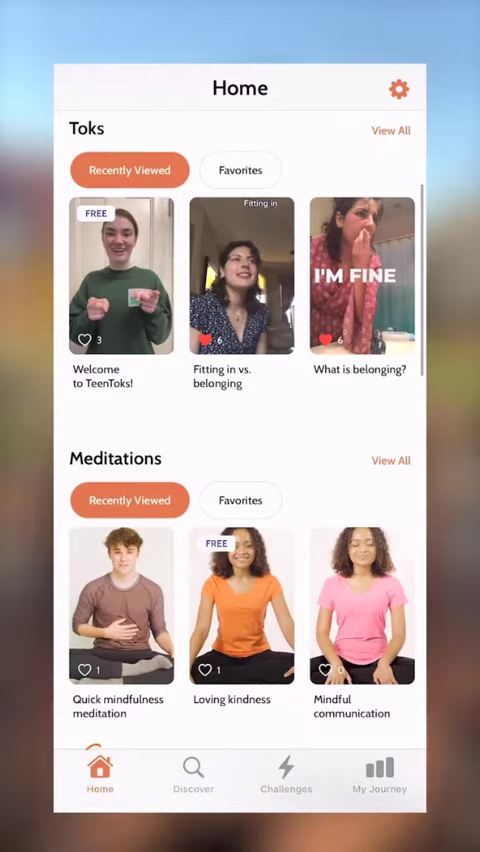 Home
Toks
View All
Recently Viewed
Favorites
FREE
Fitting in
I'M FINE
3
6
6
Welcome
to TeenToks!
Fitting in vs.
belonging
What is belonging?
Meditations
View All
Recently Viewed
Favorites
FREE
1
1
0
Quick mindfulness
meditation
Loving kindness
Mindful
communication
Home
Discover
Challenges
My Journey